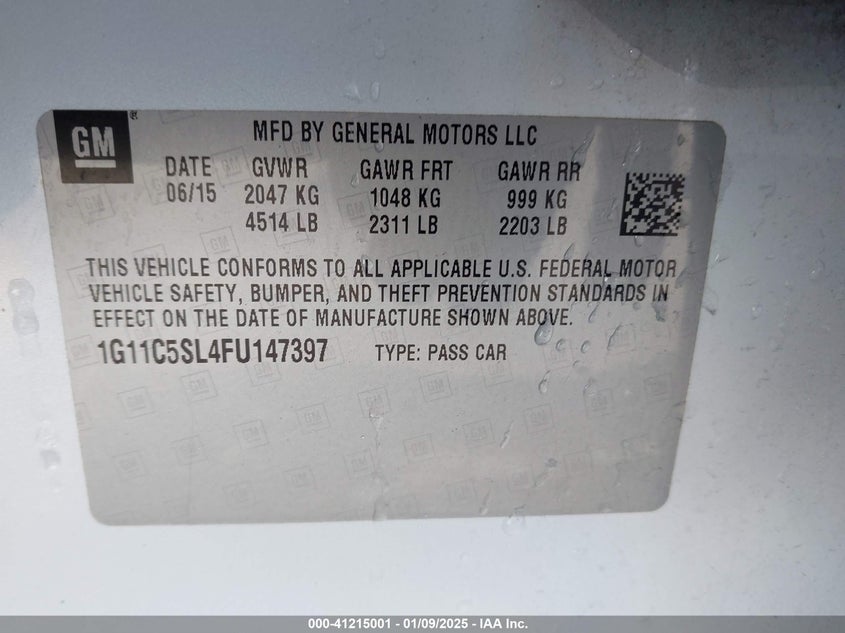 GM
MFD BY GENERAL MOTORS LLC
DATE GVWR GAWR FRT GAWR RR
06/15 2047 KG 1048 KG 999 KG
4514 LB 2311 LB 2203 LB
THIS VEHICLE CONFORMS TO ALL APPLICABLE U.S. FEDERAL MOTOR
VEHICLE SAFETY, BUMPER, AND THEFT PREVENTION STANDARDS IN
EFFECT ON THE DATE OF MANUFACTURE SHOWN ABOVE.
1G11C5SL4FU147397 TYPE: PASS CAR
000-41215001 - 01/09/2025 - IAA Inc.